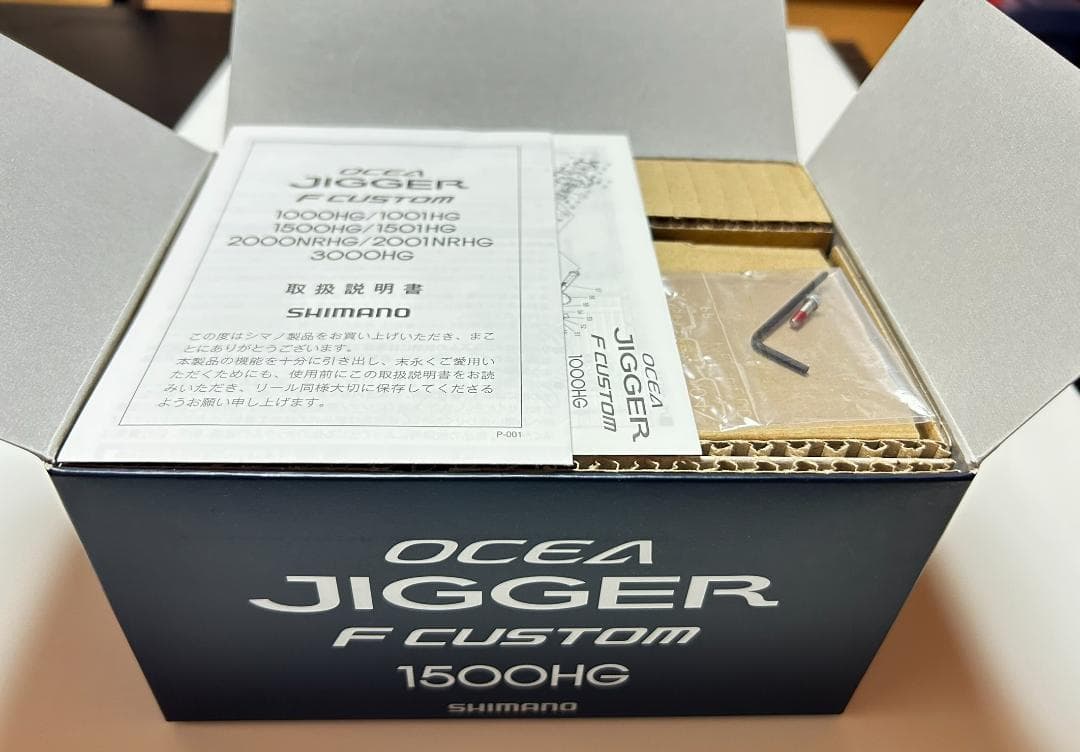 OCEA
JIGGER
F CUSTOM
1000HG/1001HG
1500HG/1501HG
2000NRHG/2001NRHG
3000HG
取扱説明書
SHIMANO
この度はシマノ製品をお買い上げいただき、まこ
とにありがとうございます。
本製品の機能を十分に引き出し、末永くご愛用い
ただくためにも、使用前にこの取扱説明書をお読
みいただき、リール同様大切に保存してくださる
ようお願い申し上げます。
P-001
OCEA
JIGGER
F CUSTOM
1000HG
OCEA
JIGGER
F CUSTOM
1500HG
SHIMANO